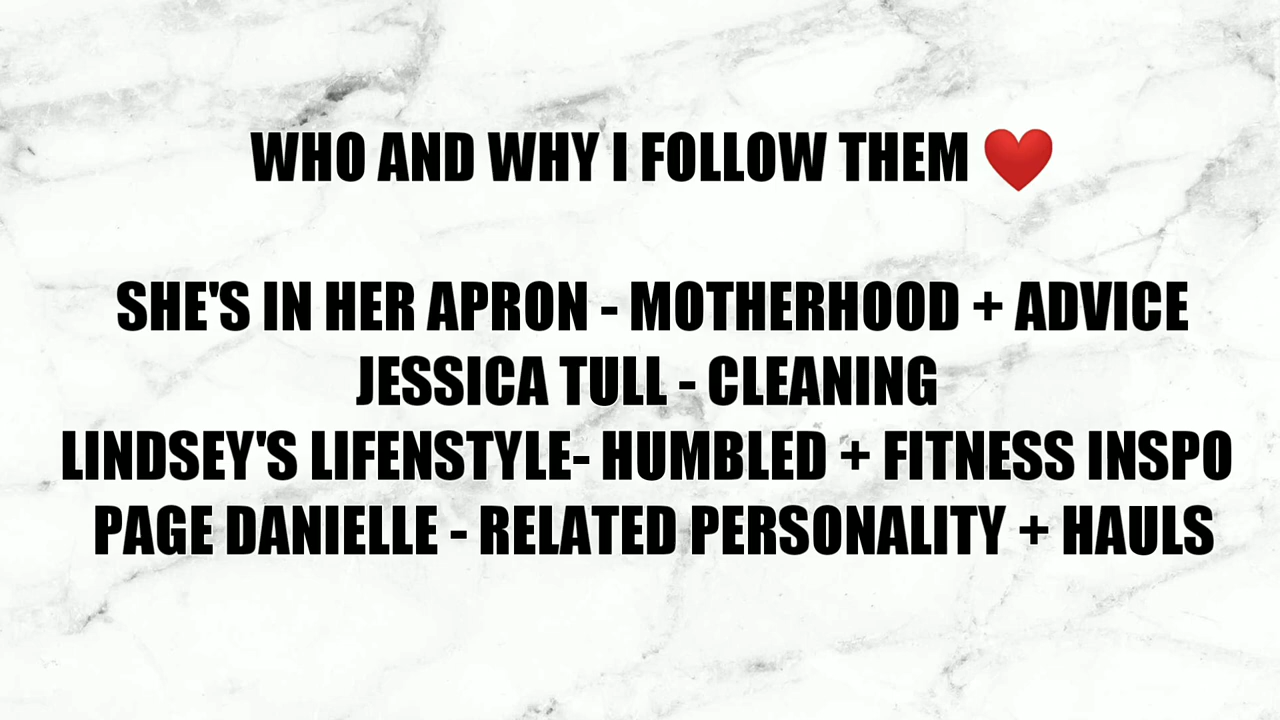 WHO AND WHY I FOLLOW THEM ❤️
SHE'S IN HER APRON - MOTHERHOOD + ADVICE
JESSICA TULL - CLEANING
LINDSEY'S LIFENSTYLE- HUMBLED + FITNESS INSPO
PAGE DANIELLE - RELATED PERSONALITY + HAULS